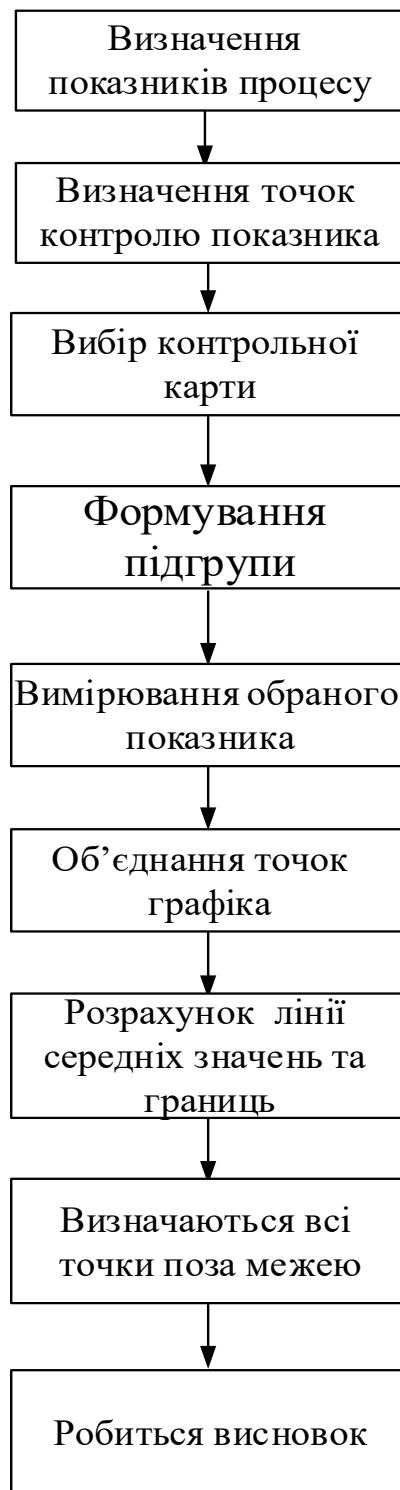 Визначення
показників процесу
Визначення точок
контролю показника
Вибір контрольної
карти
Формування
підгрупи
Вимірювання обраного
показника
Об’єднання точок
графіка
Розрахунок лінії
середніх значень та
границь
Визначаються всі
точки поза межею
Робиться висновок